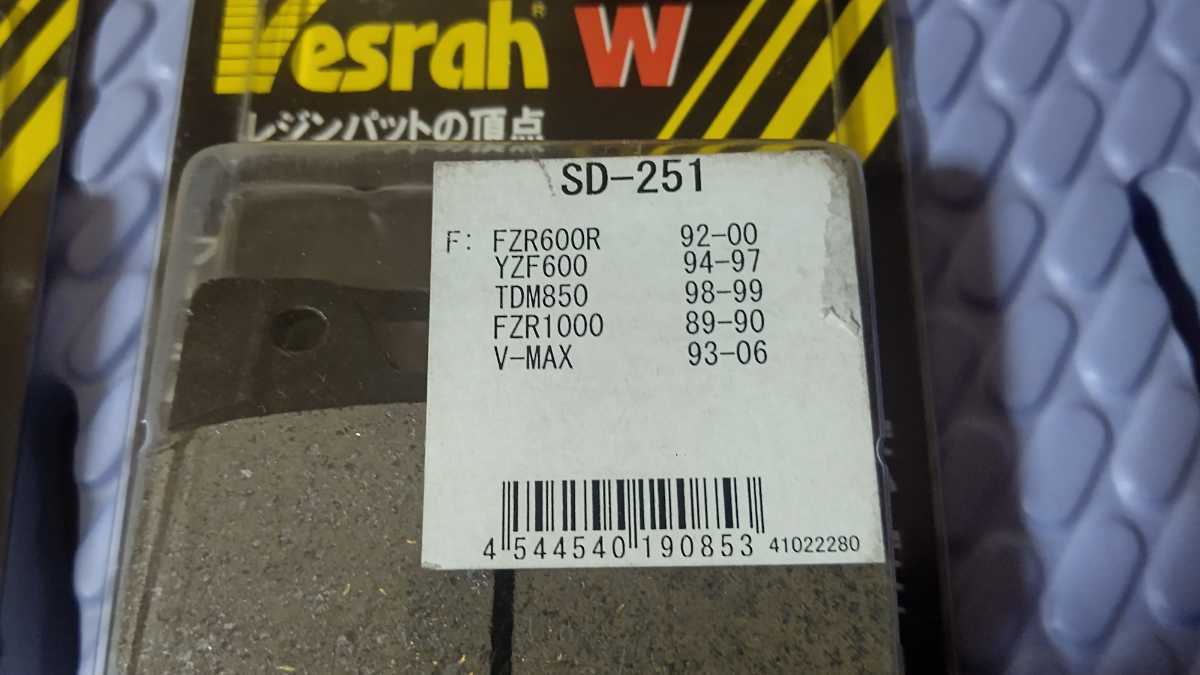 Vesrah® W
レジンパットの頂点
SD-251
F: FZR600R 92-00
YZF600 94-97
TDM850 98-99
FZR1000 89-90
V-MAX 93-06
4 544540 190853 41022280